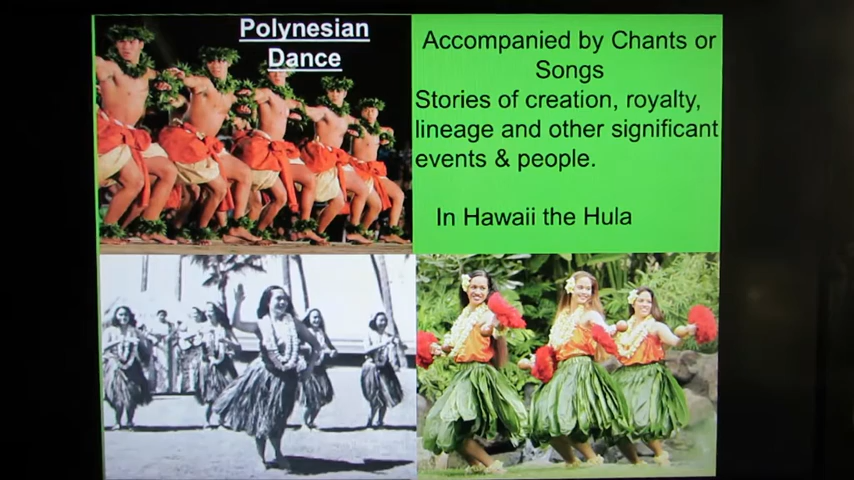 Polynesian
Dance
Accompanied by Chants or
Songs
Stories of creation, royalty,
lineage and other significant
events & people.
In Hawaii the Hula